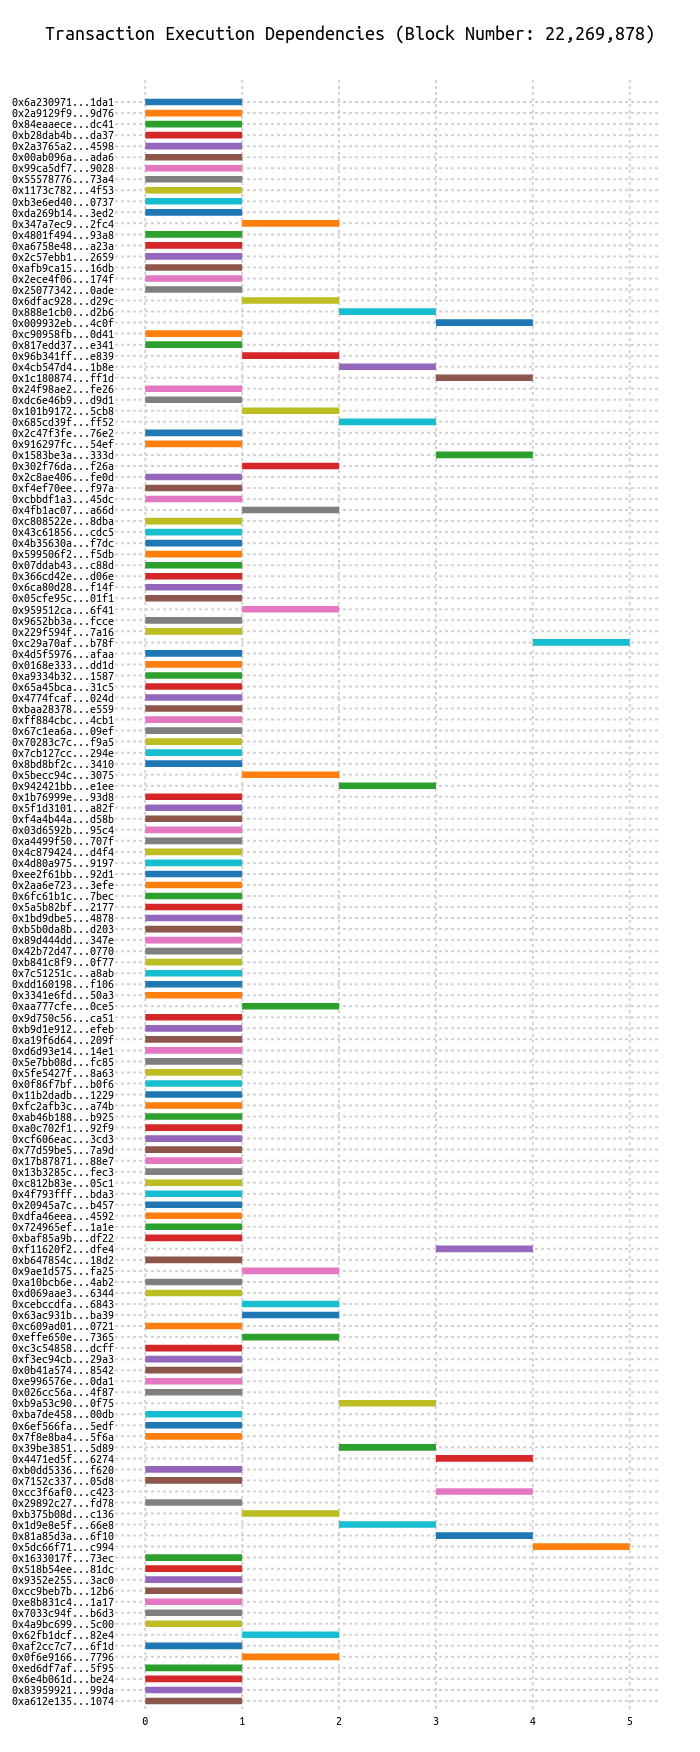 Transaction Execution Dependencies (Block Number: 22,269,878)
0x6a230971...1da1
0x2a9129f9...9d76
0x84eaaece...dc41
0xb28dab4b...da37
0x2a3765a2...4598
0x00ab096a...ada6
0x99ca5df7...9028
0x55578776...73a4
0x1173c782...4f53
0xb3e6ed40...0737
0xda269b14...3ed2
0x347a7ec9...2fc4
0x4801f494...93a8
0xa6758e48...a23a
0x2c57ebb1...2659
0xafb9ca15...16db
0x2ece4f06...174f
0x25077342...0ade
0x6dfac928...d29c
0x888e1cb0...d2b6
0x009932eb...4c0f
0xc90958fb...0d41
0x817edd37...e341
0x96b341ff...e839
0x4cb547d4...1b8e
0x1c180874...ff1d
0x24f98ae2...fe26
0xdc6e46b9...d9d1
0x101b9172...5cb8
0x685cd39f...ff52
0x2c47f3fe...76e2
0x916297fc...54ef
0x1583be3a...333d
0x302f76da...f26a
0x2c8ae406...fe0d
0xf4ef70ee...f97a
0xcbbdf1a3...45dc
0x4fb1ac07...a66d
0xc808522e...8dba
0x43c61856...cdc5
0x4b35630a...f7dc
0x599506f2...f5db
0x07ddab43...c88d
0x366cd42e...d06e
0x6ca80d28...f14f
0x05cfe95c...01f1
0x959512ca...6f41
0x9652bb3a...fcce
0x229f594f...7a16
0xc29a70af...b78f
0x4d5f5976...afaa
0x0168e333...dd1d
0xa9334b32...1587
0x65a45bca...31c5
0x4774fcaf...024d
0xbaa28378...e559
0xff884cbc...4cb1
0x67c1ea6a...09ef
0x70283c7c...f9a5
0x7cb127cc...294e
0x8bd8bf2c...3410
0x5becc94c...3075
0x942421bb...e1ee
0x1b76999e...93d8
0x5f1d3101...a82f
0xf4a4b44a...d58b
0x03d6592b...95c4
0xa4499f50...707f
0x4c879424...d4f4
0x4d80a975...9197
0xee2f61bb...92d1
0x2aa6e723...3efe
0x6fc61b1c...7bec
0x5a5b82bf...2177
0x1bd9dbe5...4878
0xb5b0da8b...d203
0x89d444dd...347e
0x42b72d47...0770
0xb841c8f9...0f77
0x7c51251c...a8ab
0xdd160198...f106
0x3341e6fd...50a3
0xaa777cfe...0ce5
0x9d750c56...ca51
0xb9d1e912...efeb
0xa19f6d64...209f
0xd6d93e14...14e1
0x5e7bb08d...fc85
0x5fe5427f...8a63
0x0f86f7bf...b0f6
0x11b2dadb...1229
0xfc2afb3c...a74b
0xab46b188...b925
0xa0c702f1...92f9
0xcf606eac...3cd3
0x77d59be5...7a9d
0x17b87871...88e7
0x13b3285c...fec3
0xc812b83e...05c1
0x4f793fff...bda3
0x20945a7c...b457
0xdfa46eea...4592
0x724965ef...1a1e
0xbaf85a9b...df22
0xf11620f2...dfe4
0xb647854c...18d2
0x9ae1d575...fa25
0xa10bcb6e...4ab2
0xd069aae3...6344
0xcebccdfa...6843
0x63ac931b...ba39
0xc609ad01...0721
0xeffe650e...7365
0xc3c54858...dcff
0xf3ec94cb...29a3
0x0b41a574...8542
0xe996576e...0da1
0x026cc56a...4f87
0xb9a53c90...0f75
0xba7de458...00db
0x6ef566fa...5edf
0x7f8e8ba4...5f6a
0x39be3851...5d89
0x4471ed5f...6274
0xb0dd5336...f620
0x7152c337...05d8
0xcc3f6af0...c423
0x29892c27...fd78
0xb375b08d...c136
0x1d9e8e5f...66e8
0x81a85d3a...6f10
0x5dc66f71...c994
0x1633017f...73ec
0x518b54ee...81dc
0x9352e255...3ac0
0xcc9beb7b...12b6
0xe8b831c4...1a17
0x7033c94f...b6d3
0x4a9bc699...5c00
0x62fb1dcf...82e4
0xaf2cc7c7...6f1d
0x0f6e9166...7796
0xed6df7af...5f95
0x6e4b061d...be24
0x83959921...99da
0xa612e135...1074
0 1 2 3 4 5